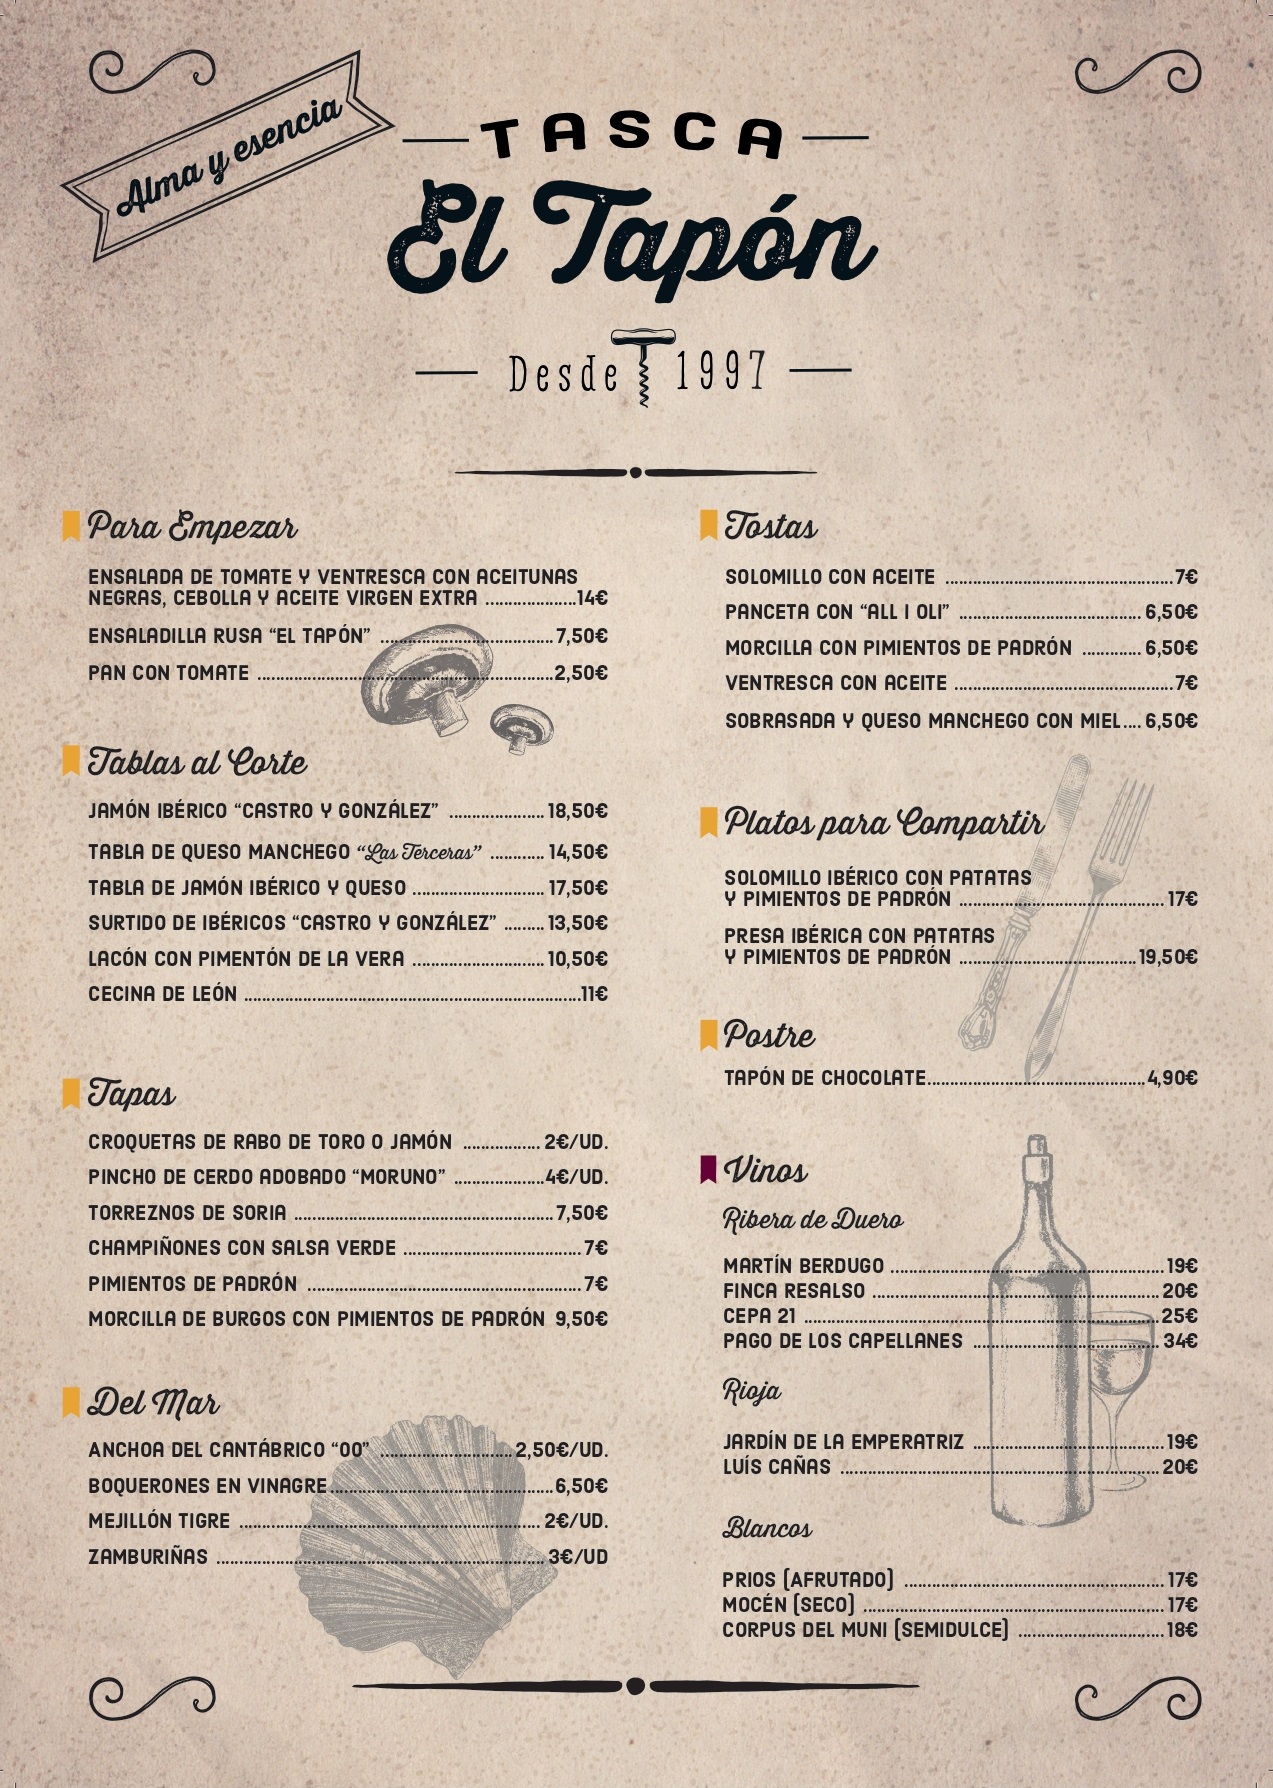 Alma y esencia
TASCA
El Tapón
Desde 1997
Para Empezar
ENSALADA DE TOMATE Y VENTRESCA CON ACEITUNAS
NEGRAS, CEBOLLA Y ACEITE VIRGEN EXTRA ....................14€
ENSALADILLA RUSA “EL TAPÓN” ......................................7,50€
PAN CON TOMATE .................................................................2,50€
Tablas al Corte
JAMÓN IBÉRICO “CASTRO Y GONZÁLEZ” ..................... 18,50€
TABLA DE QUESO MANCHEGO “Las Terceras” ............ 14,50€
TABLA DE JAMÓN IBÉRICO Y QUESO ............................. 17,50€
SURTIDO DE IBÉRICOS “CASTRO Y GONZÁLEZ” ......... 13,50€
LACÓN CON PIMENTÓN DE LA VERA ............................. 10,50€
CECINA DE LEÓN ..........................................................................11€
Tapas
CROQUETAS DE RABO DE TORO O JAMÓN ................. 2€/UD.
PINCHO DE CERDO ADOBADO “MORUNO” ....................4€/UD.
TORREZNOS DE SORIA ......................................................... 7,50€
CHAMPIÑONES CON SALSA VERDE ....................................... 7€
PIMIENTOS DE PADRÓN ............................................................ 7€
MORCILLA DE BURGOS CON PIMIENTOS DE PADRÓN 9,50€
Del Mar
ANCHOA DEL CANTÁBRICO “00” .............................2,50€/UD.
BOQUERONES EN VINAGRE.................................................6,50€
MEJILLÓN TIGRE ................................................................... 2€/UD.
ZAMBURIÑAS ........................................................................3€/UD
Tostas
SOLOMILLO CON ACEITE ..................................................7€
PANCETA CON “ALL I OLI” ........................................ 6,50€
MORCILLA CON PIMIENTOS DE PADRÓN ............. 6,50€
VENTRESCA CON ACEITE ................................................7€
SOBRASADA Y QUESO MANCHEGO CON MIEL.... 6,50€
Platos para Compartir
SOLOMILLO IBÉRICO CON PATATAS
Y PIMIENTOS DE PADRÓN ............................................. 17€
PRESA IBÉRICA CON PATATAS
Y PIMIENTOS DE PADRÓN .......................................19,50€
Postre
TAPÓN DE CHOCOLATE................................................4,90€
Vinos
Ribera de Duero
MARTÍN BERDUGO ............................................................19€
FINCA RESALSO ............................................................... 20€
CEPA 21 .............................................................................. 25€
PAGO DE LOS CAPELLANES ......................................... 34€
Rioja
JARDÍN DE LA EMPERATRIZ ..........................................19€
LUÍS CAÑAS ...................................................................... 20€
Blancos
PRIOS (AFRUTADO) ......................................................... 17€
MOCÉN (SECO) .................................................................. 17€
CORPUS DEL MUNI (SEMIDULCE) ................................18€